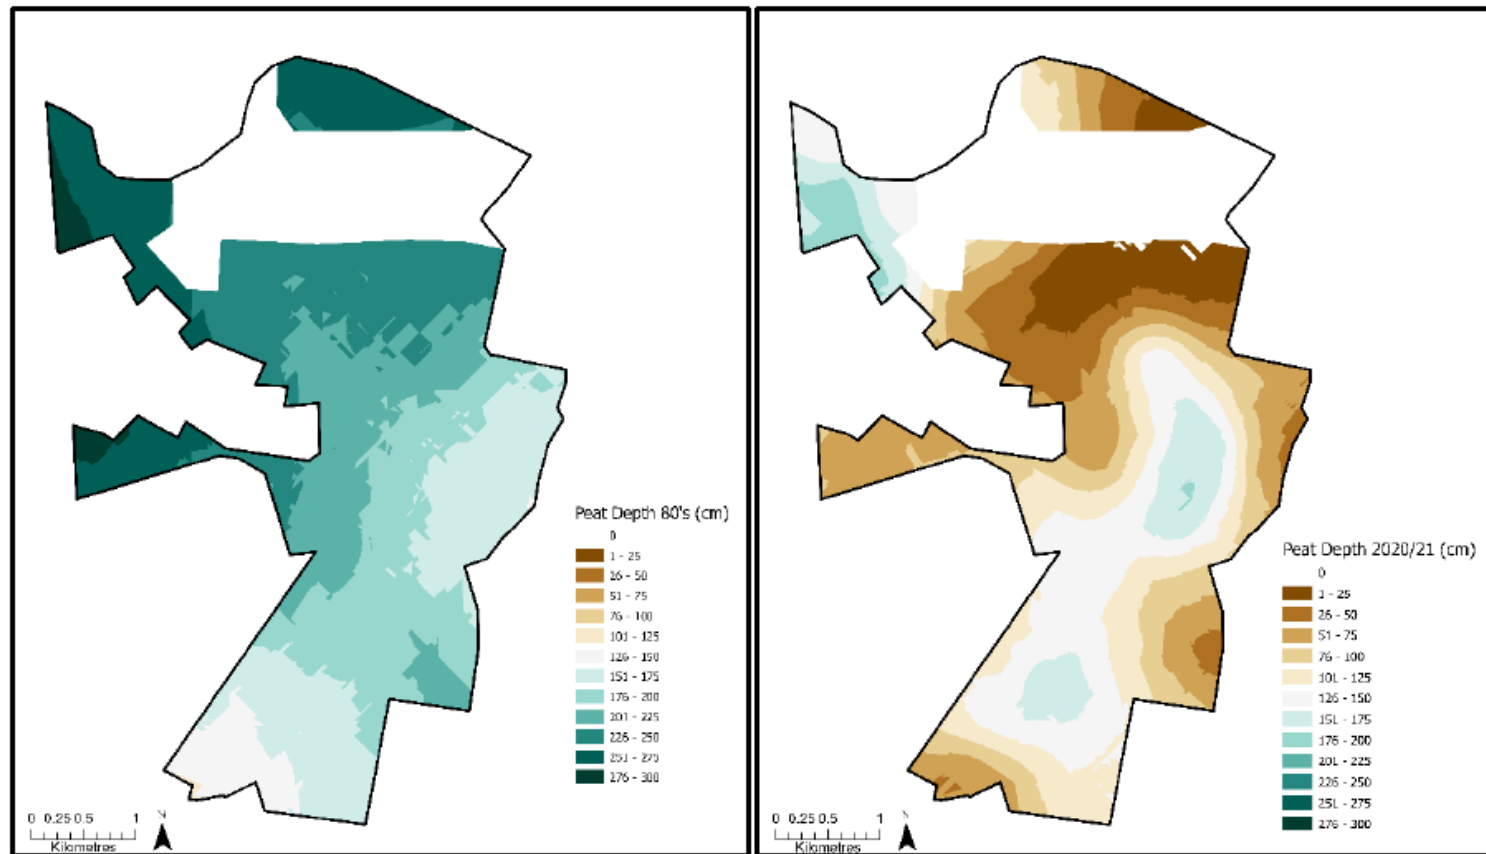 Peat Depth 80's (cm)
0
1 - 25
26 - 50
51 - 75
76 - 100
101 - 125
126 - 150
151 - 175
176 - 200
201 - 225
226 - 250
251 - 275
276 - 300
0 0.25 0.5 1
Kilometres
N
Peat Depth 2020/21 (cm)
0
1 - 25
26 - 50
51 - 75
76 - 100
101 - 125
126 - 150
151 - 175
176 - 200
201 - 225
226 - 250
251 - 275
276 - 300
0 0.25 0.5 1
Kilometres
N